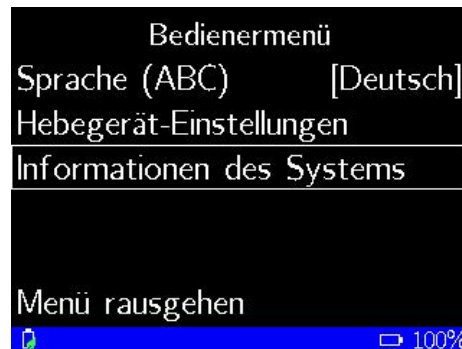 Bedienermenü
Sprache (ABC) [Deutsch]
Hebegerät-Einstellungen
Informationen des Systems
Menü rausgehen
100%